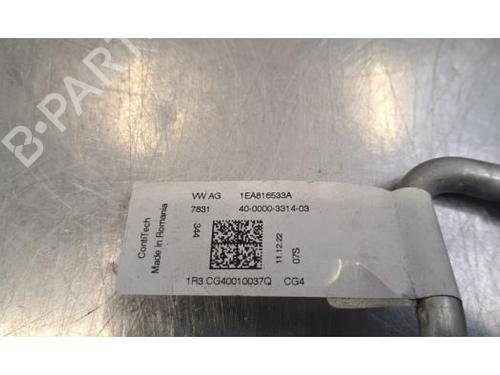 B-PARTS
ContiTech
Made in Romania
VW AG 1EA816533A
7831 40-0000-3314-03
344
11.12.22
07S
1R3 CG40010037Q CG4